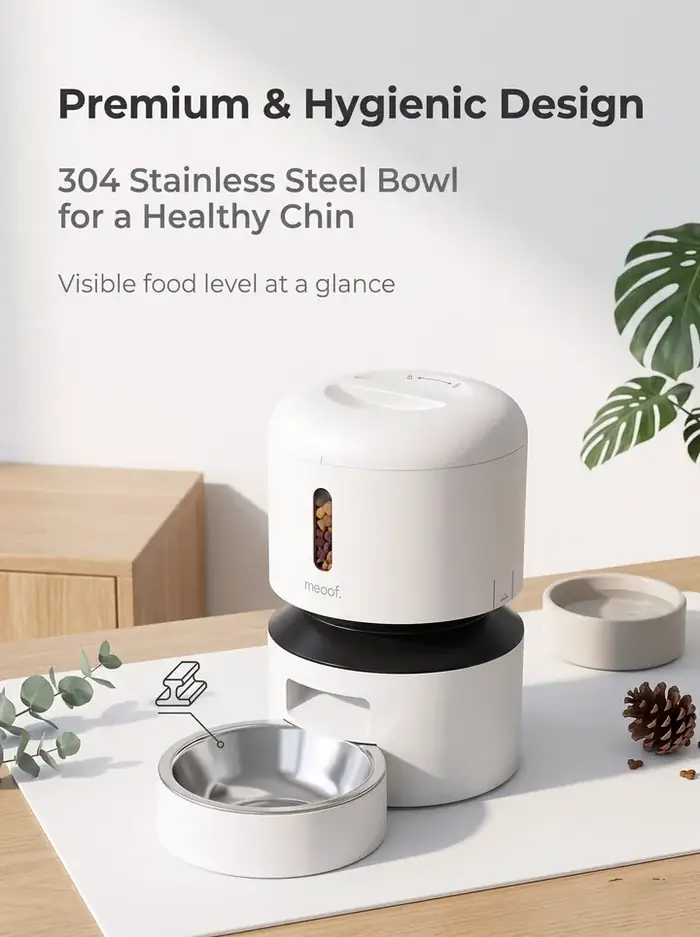 Premium & Hygienic Design
304 Stainless Steel Bowl
for a Healthy Chin
Visible food level at a glance
meoof.